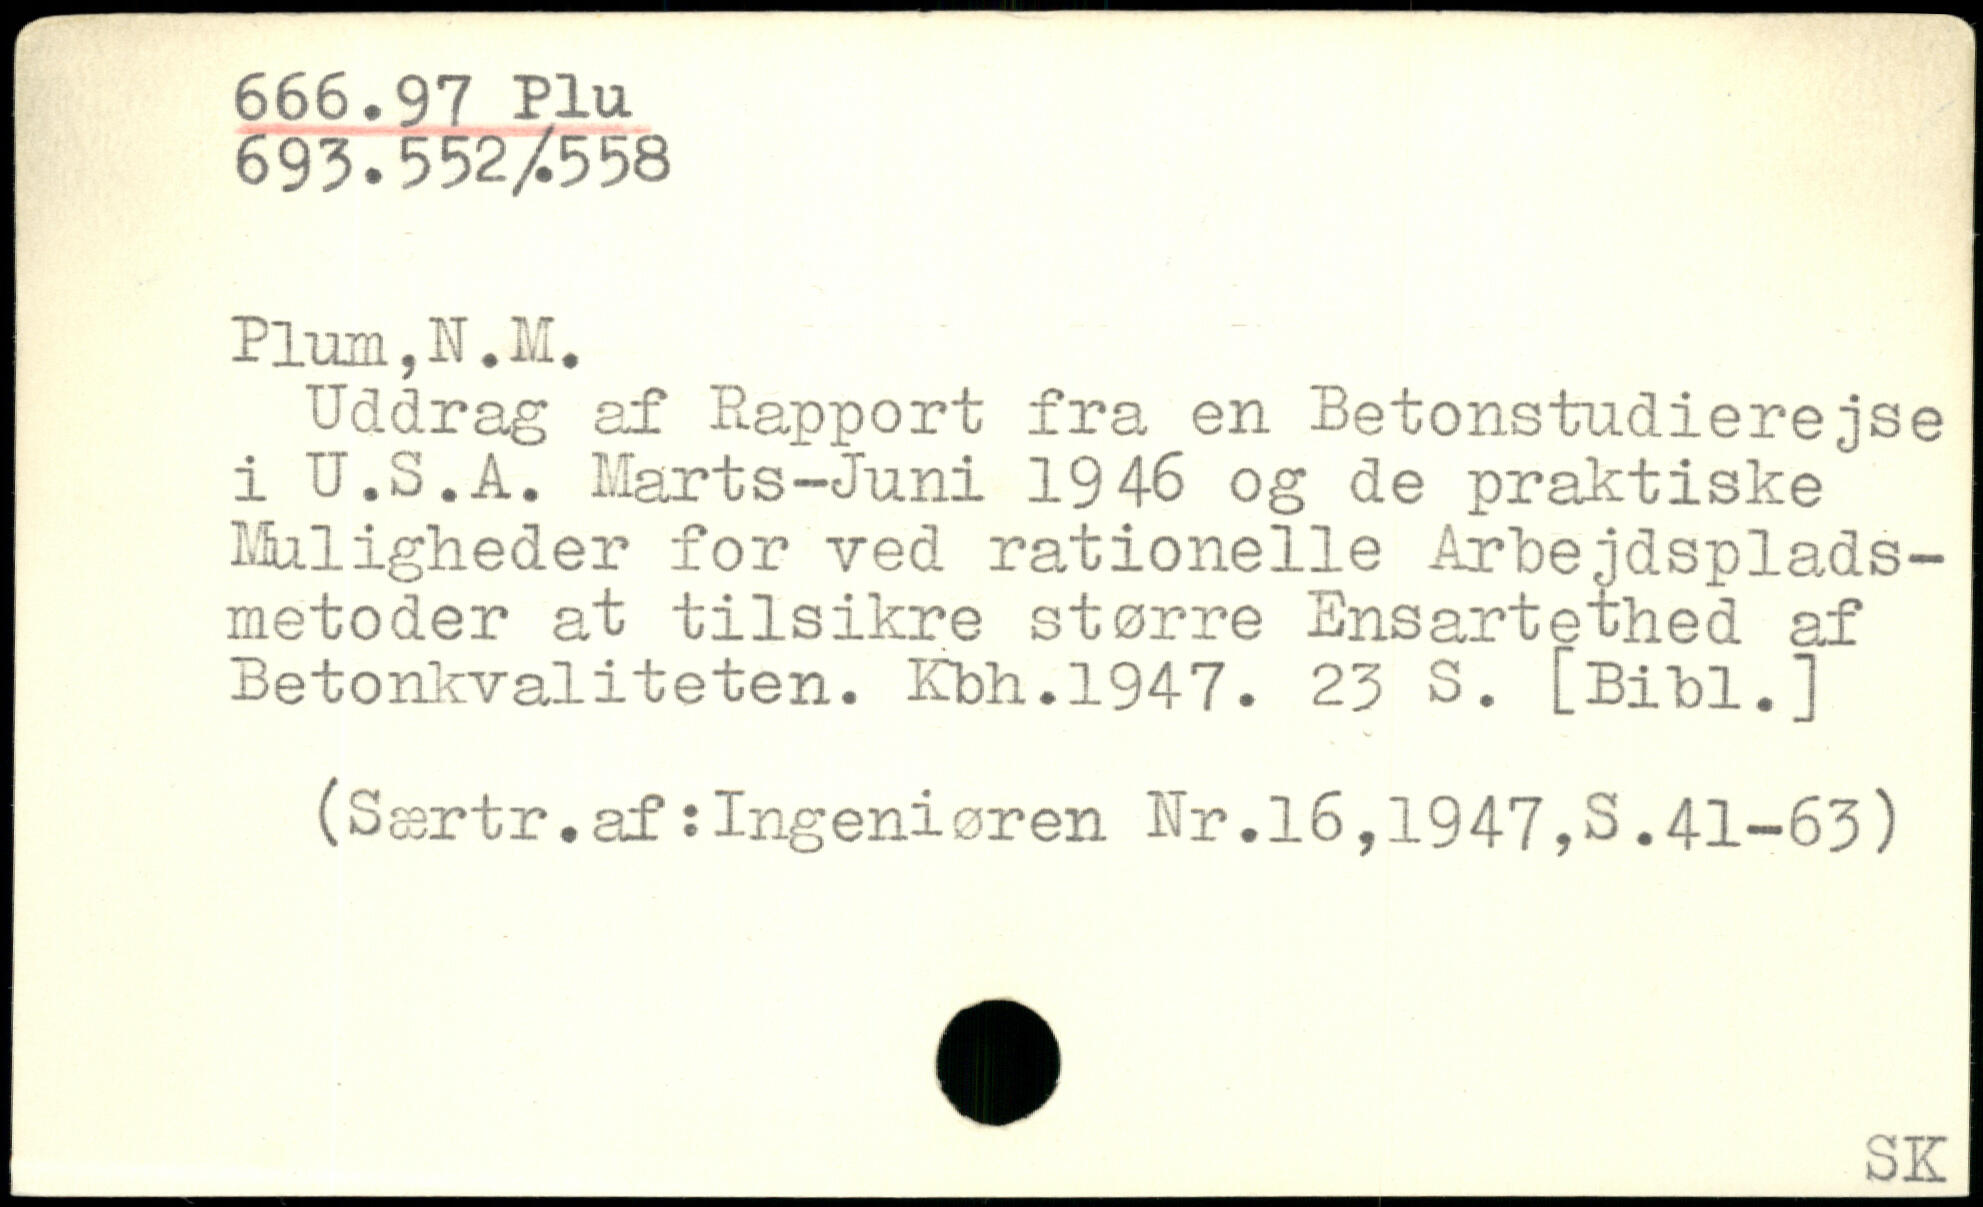 666.97 Plu
693.552/.558
Plum,N.M.
Uddrag af Rapport fra en Betonstudierejse
i U.S.A. Marts-Juni 1946 og de praktiske
Muligheder for ved rationelle Arbejdsplads-
metoder at tilsikre større Ensartethed af
Betonkvaliteten. Kbh.1947. 23 S. [Bibl.]
(Særtr.af:Ingeniøren Nr.16,1947,S.41-63)
SK